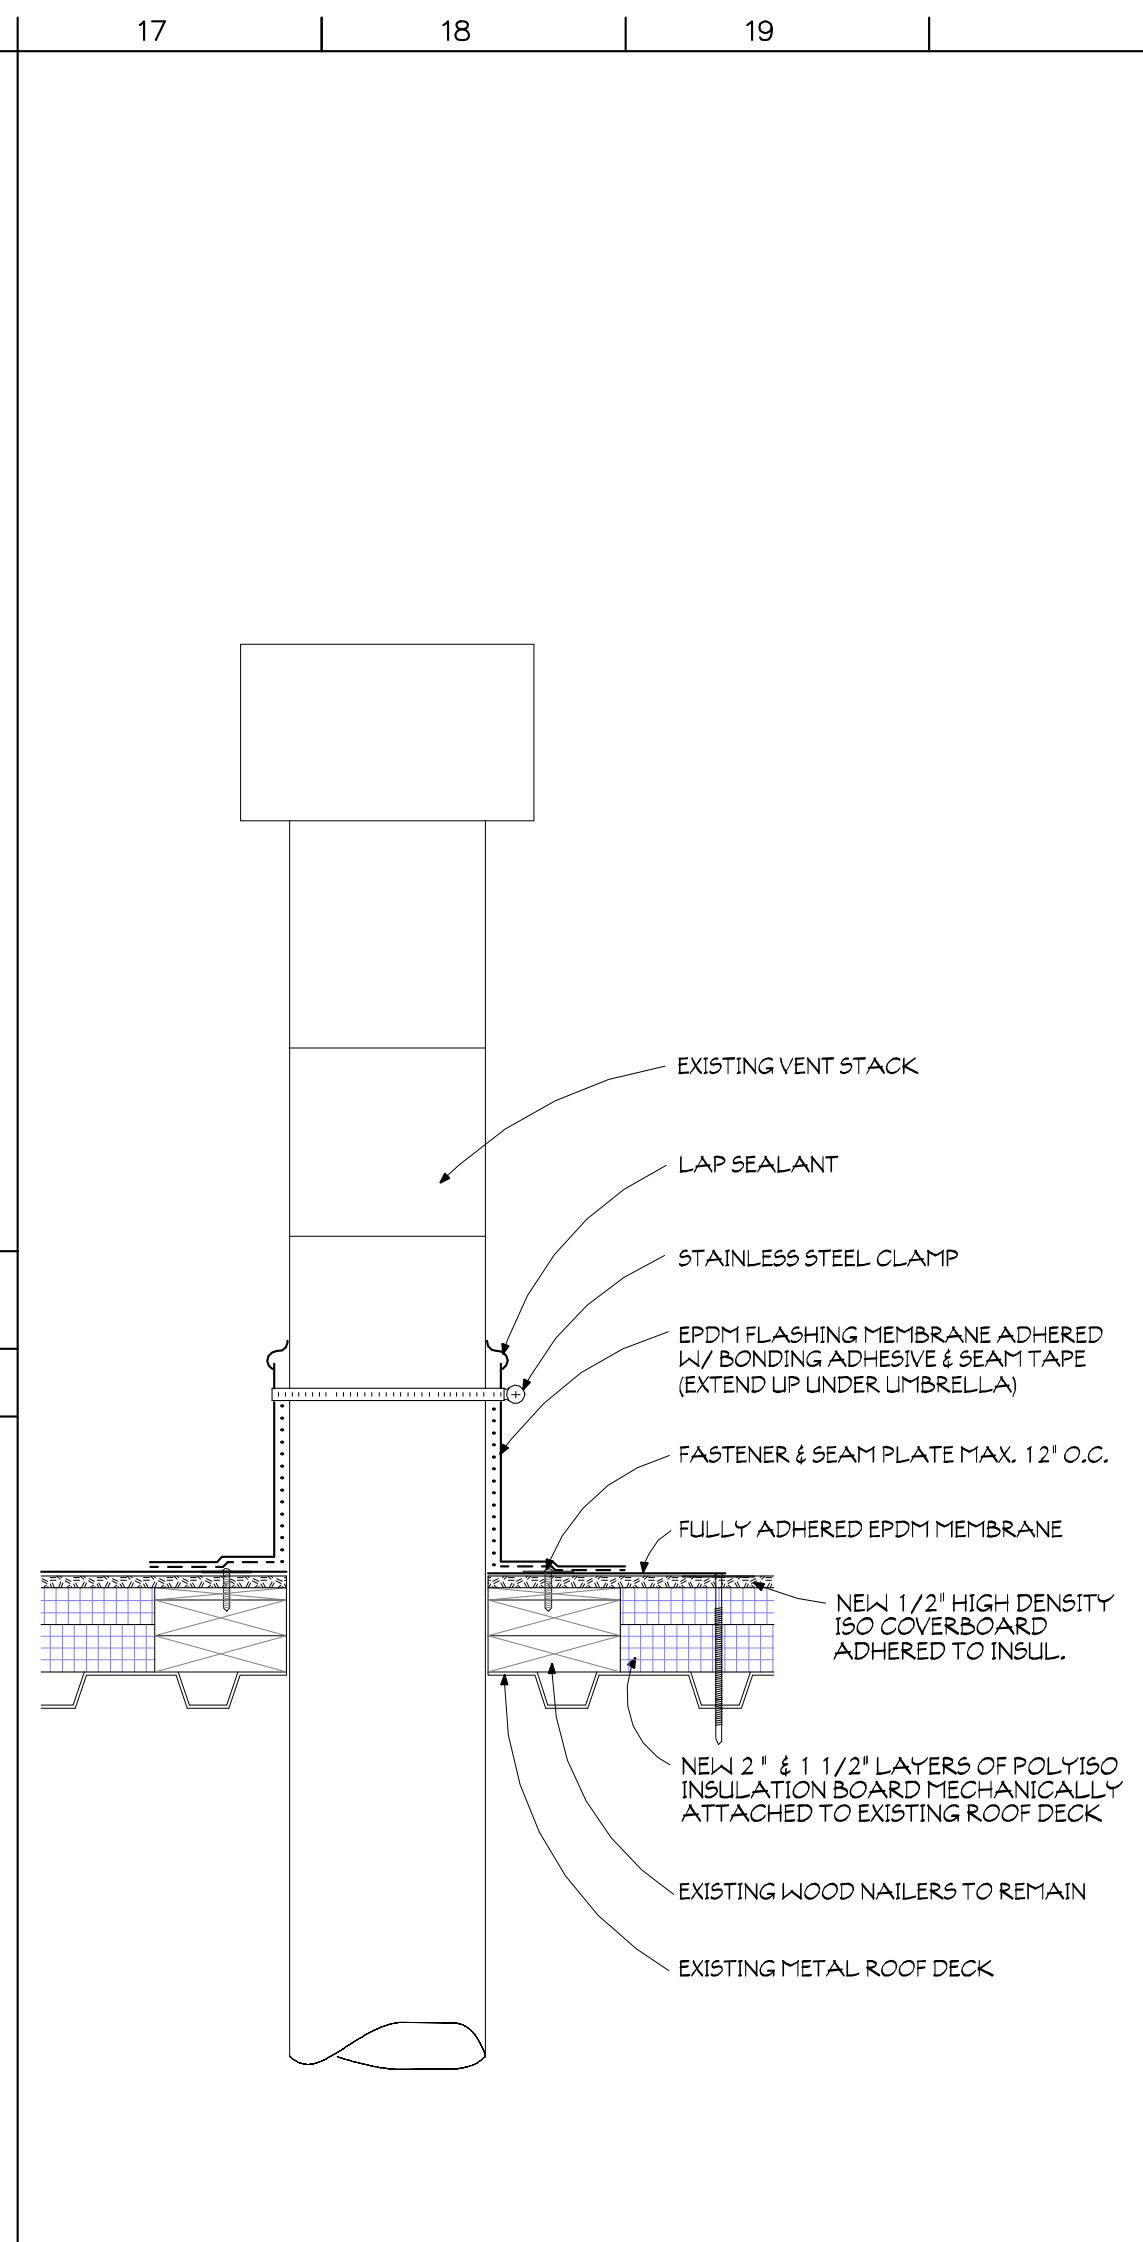 17 18 19
EXISTING VENT STACK
LAP SEALANT
STAINLESS STEEL CLAMP
EPDM FLASHING MEMBRANE ADHERED
W/ BONDING ADHESIVE & SEAM TAPE
(EXTEND UP UNDER UMBRELLA)
FASTENER & SEAM PLATE MAX. 12" O.C.
FULLY ADHERED EPDM MEMBRANE
NEW 1/2" HIGH DENSITY
ISO COVERBOARD
ADHERED TO INSUL.
NEW 2 " & 1 1/2" LAYERS OF POLYISO
INSULATION BOARD MECHANICALLY
ATTACHED TO EXISTING ROOF DECK
EXISTING WOOD NAILERS TO REMAIN
EXISTING METAL ROOF DECK